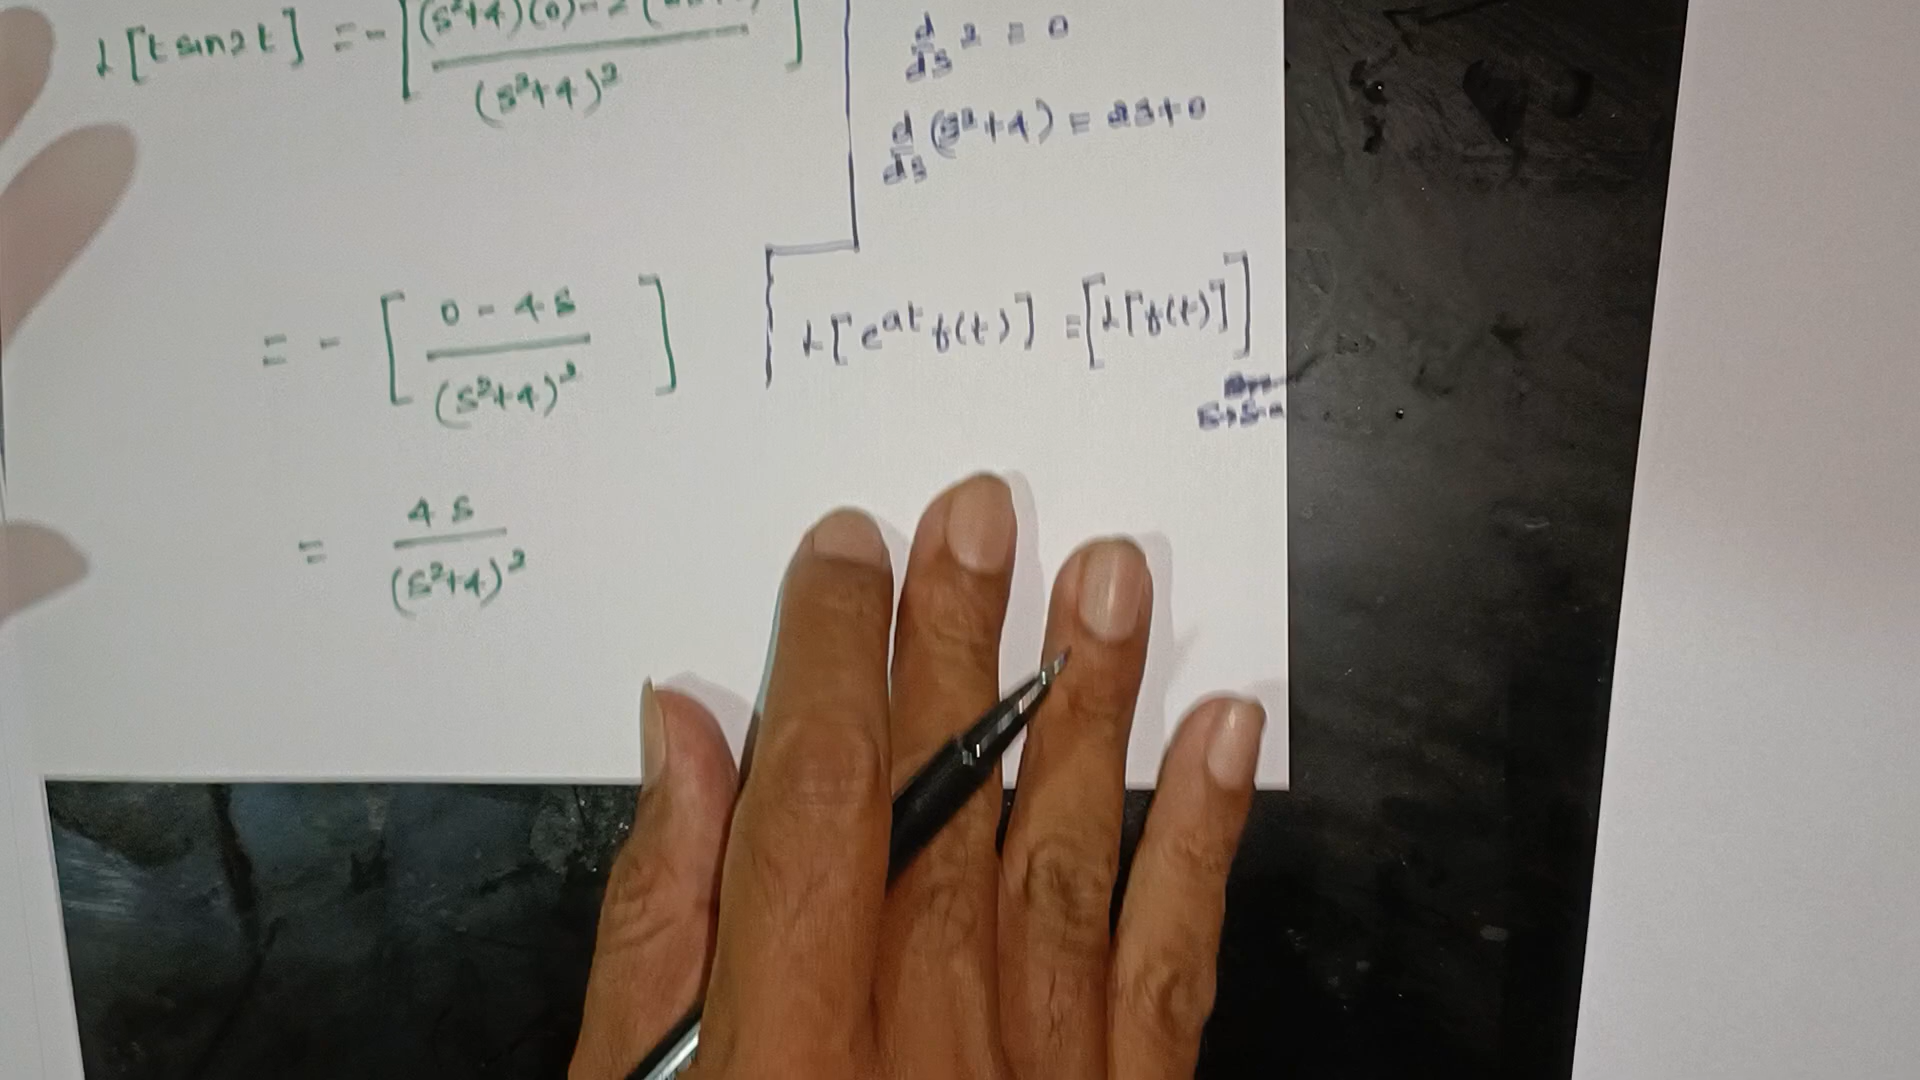 L[t sin2t] = -[(s²+4)(0)-2(
(s²+4)²
]
d/ds 2 = 0
d/ds (s²+4) = 2s+0
= - [ 0 - 4s / (s²+4)² ]
L[e^at f(t)] = [L[f(t)]]
s→s-a
= 4s / (s²+4)²